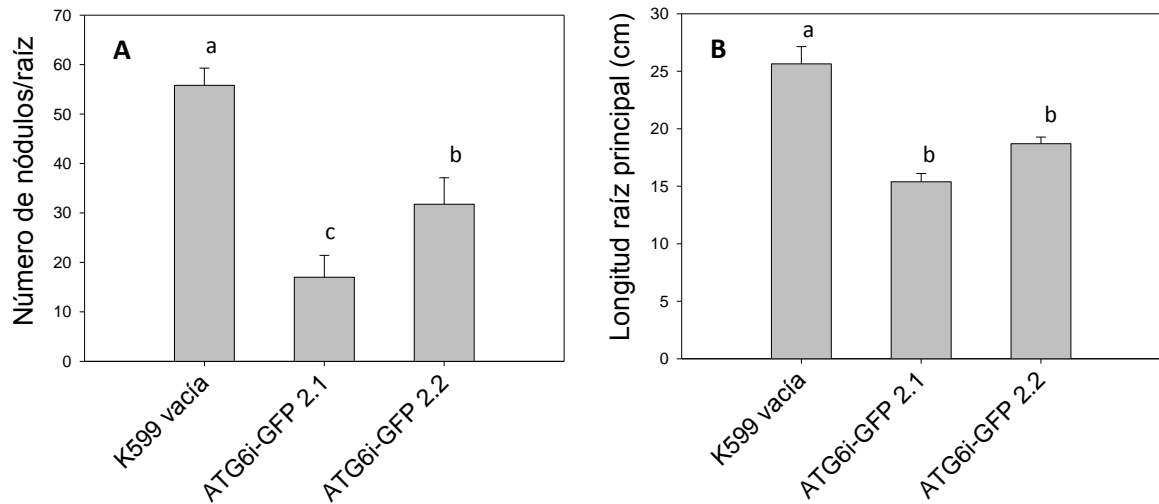 A
Número de nódulos/raíz
70
60
50
40
30
20
10
0
a
c
b
K599 vacía
ATG6i-GFP 2.1
ATG6i-GFP 2.2
B
Longitud raíz principal (cm)
30
25
20
15
10
5
0
a
b
b
K599 vacía
ATG6i-GFP 2.1
ATG6i-GFP 2.2